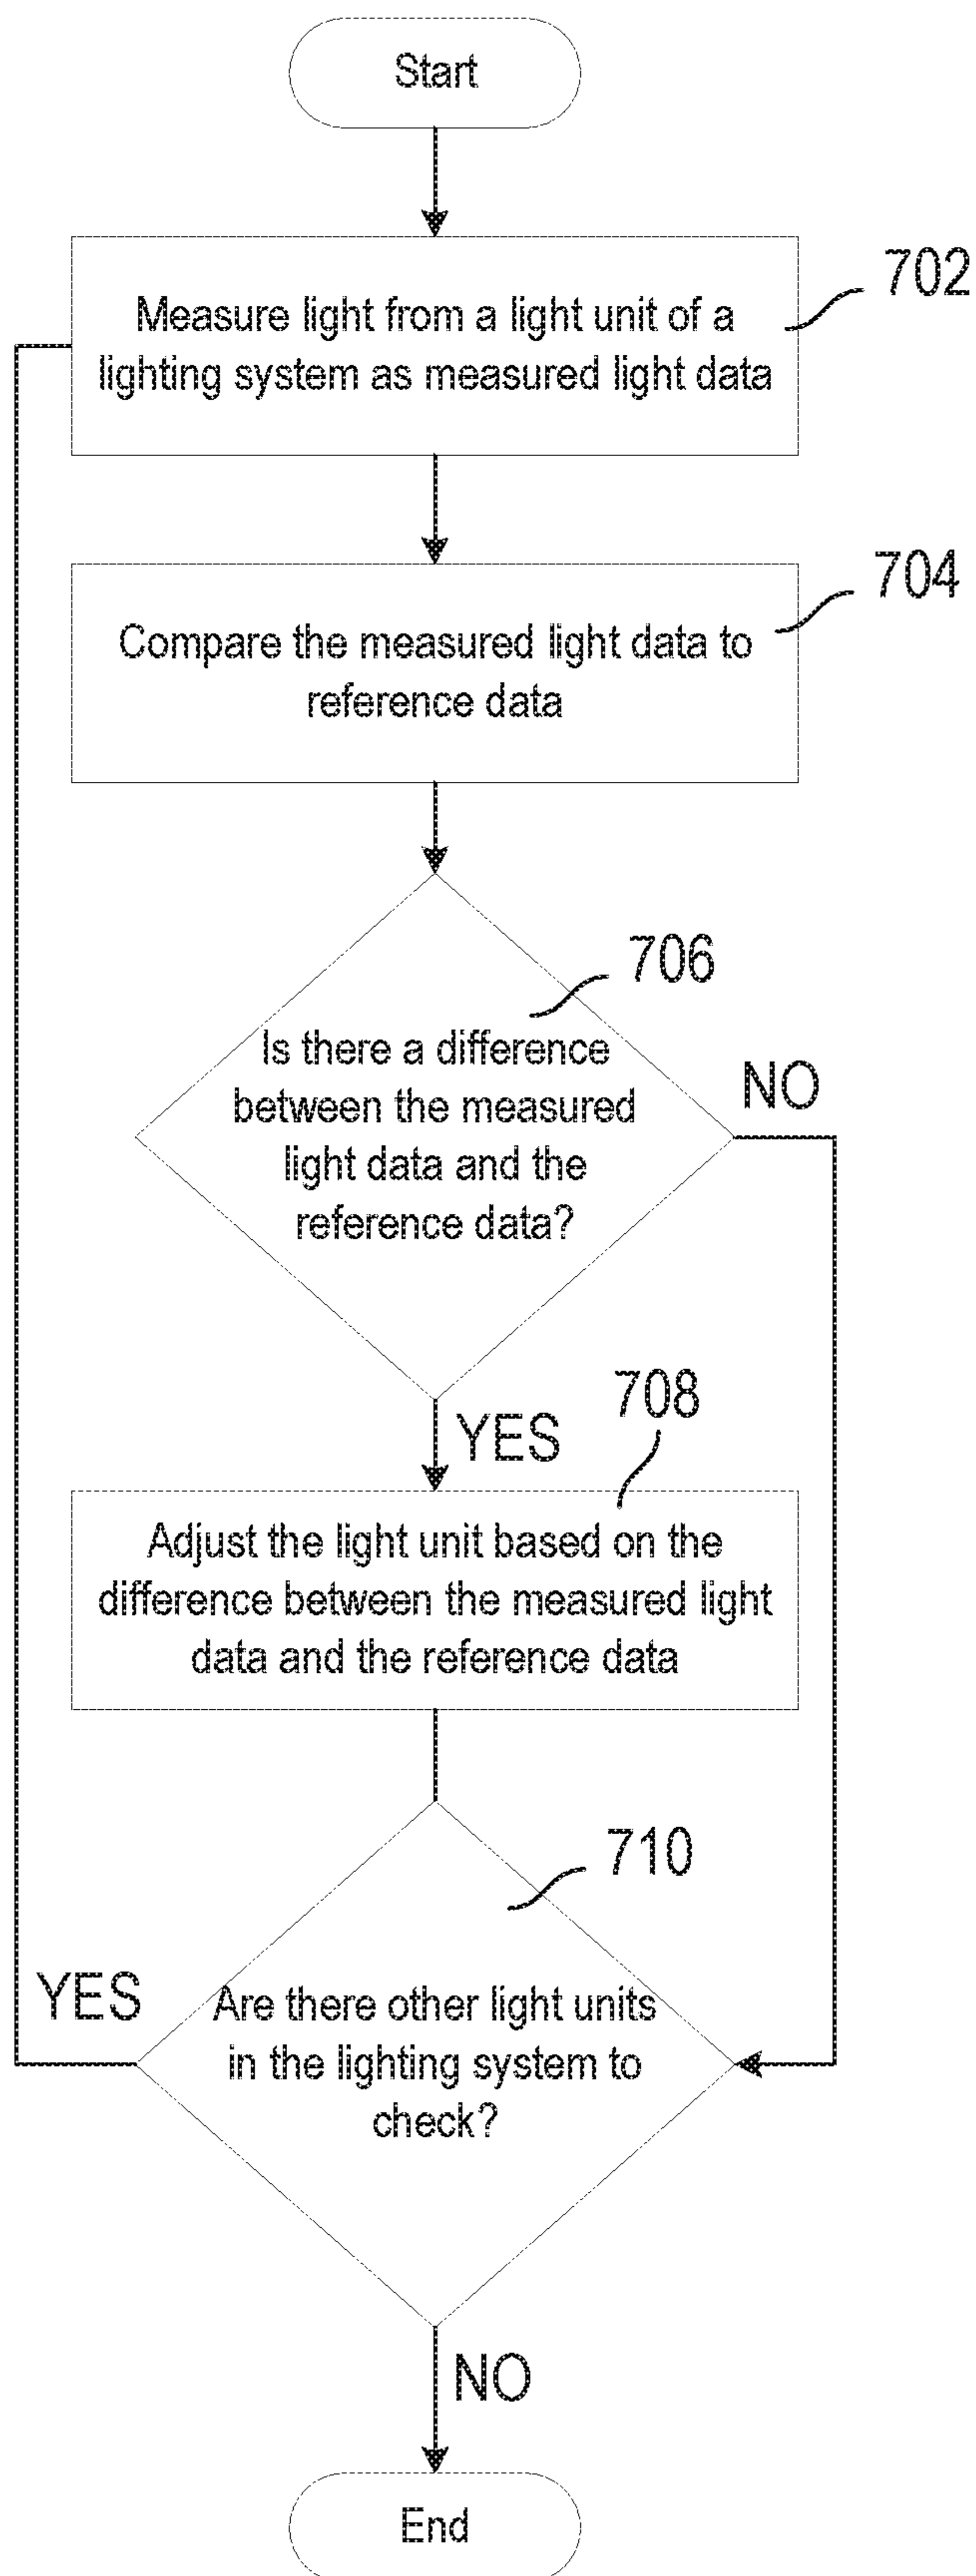 Start
702
Measure light from a light unit of a
lighting system as measured light data
704
Compare the measured light data to
reference data
706
Is there a difference
between the measured
light data and the
reference data?
NO
YES
708
Adjust the light unit based on the
difference between the measured light
data and the reference data
710
YES
Are there other light units
in the lighting system to
check?
NO
End